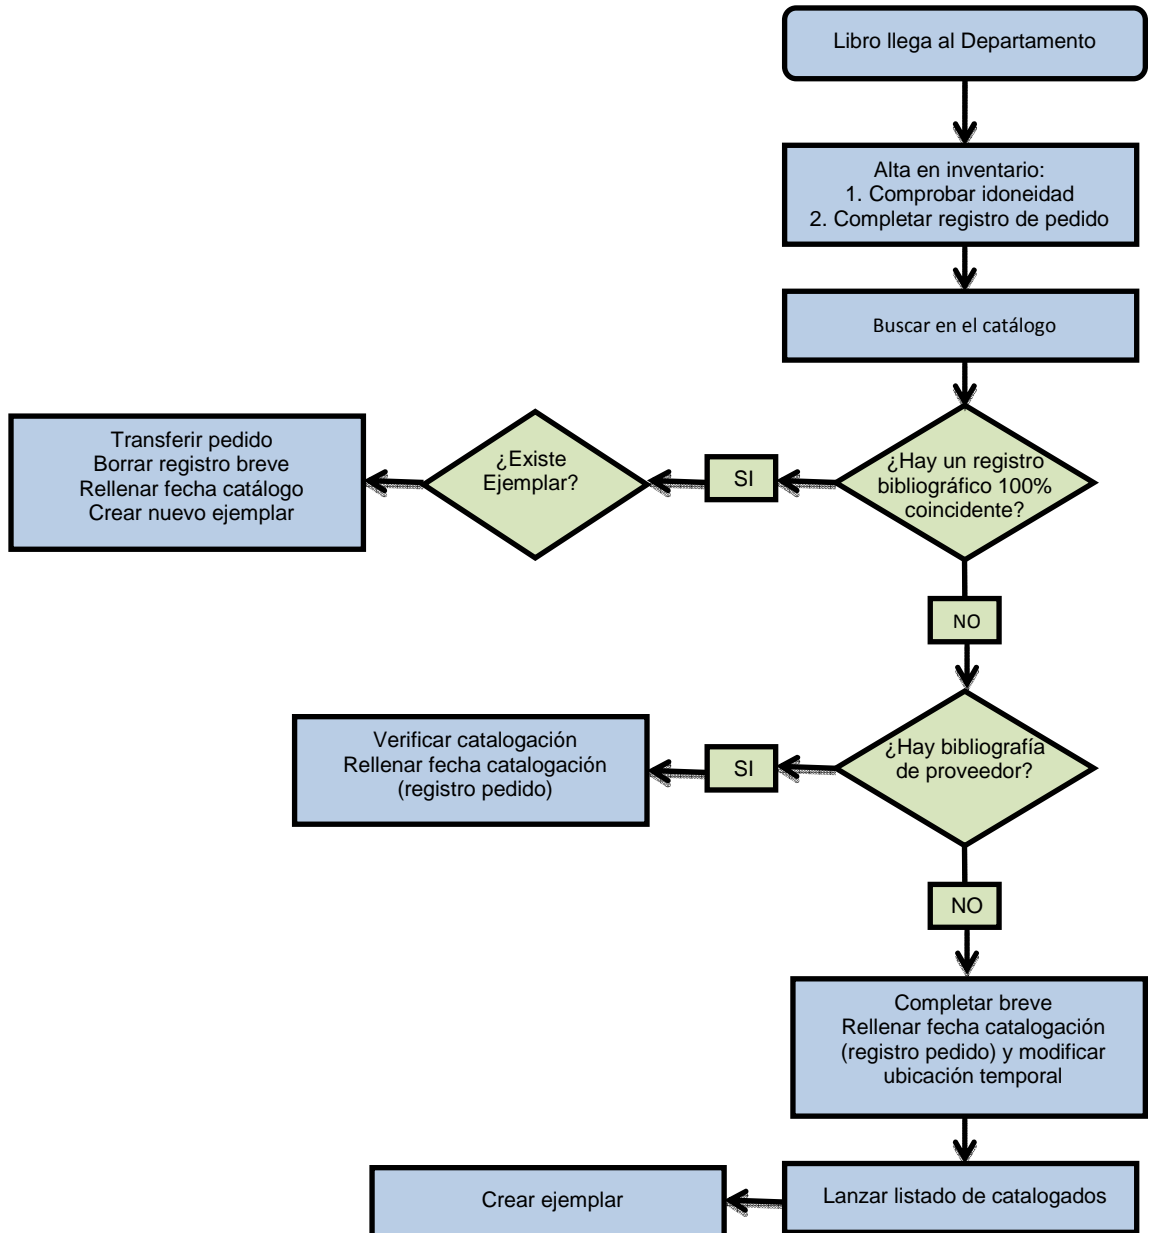 Libro llega al Departamento
Alta en inventario:
1. Comprobar idoneidad
2. Completar registro de pedido
Buscar en el catálogo
¿Hay un registro
bibliográfico 100%
coincidente?
SI
¿Existe
Ejemplar?
Transferir pedido
Borrar registro breve
Rellenar fecha catálogo
Crear nuevo ejemplar
NO
¿Hay bibliografía
de proveedor?
SI
Verificar catalogación
Rellenar fecha catalogación
(registro pedido)
NO
Completar breve
Rellenar fecha catalogación
(registro pedido) y modificar
ubicación temporal
Lanzar listado de catalogados
Crear ejemplar